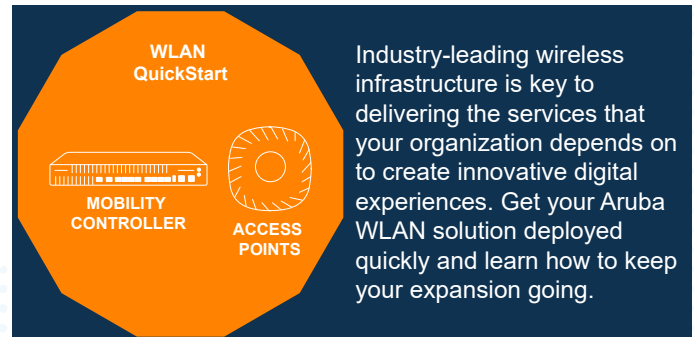 WLAN
QuickStart
MOBILITY
CONTROLLER
ACCESS
POINTS
Industry-leading wireless
infrastructure is key to
delivering the services that
your organization depends on
to create innovative digital
experiences. Get your Aruba
WLAN solution deployed
quickly and learn how to keep
your expansion going.